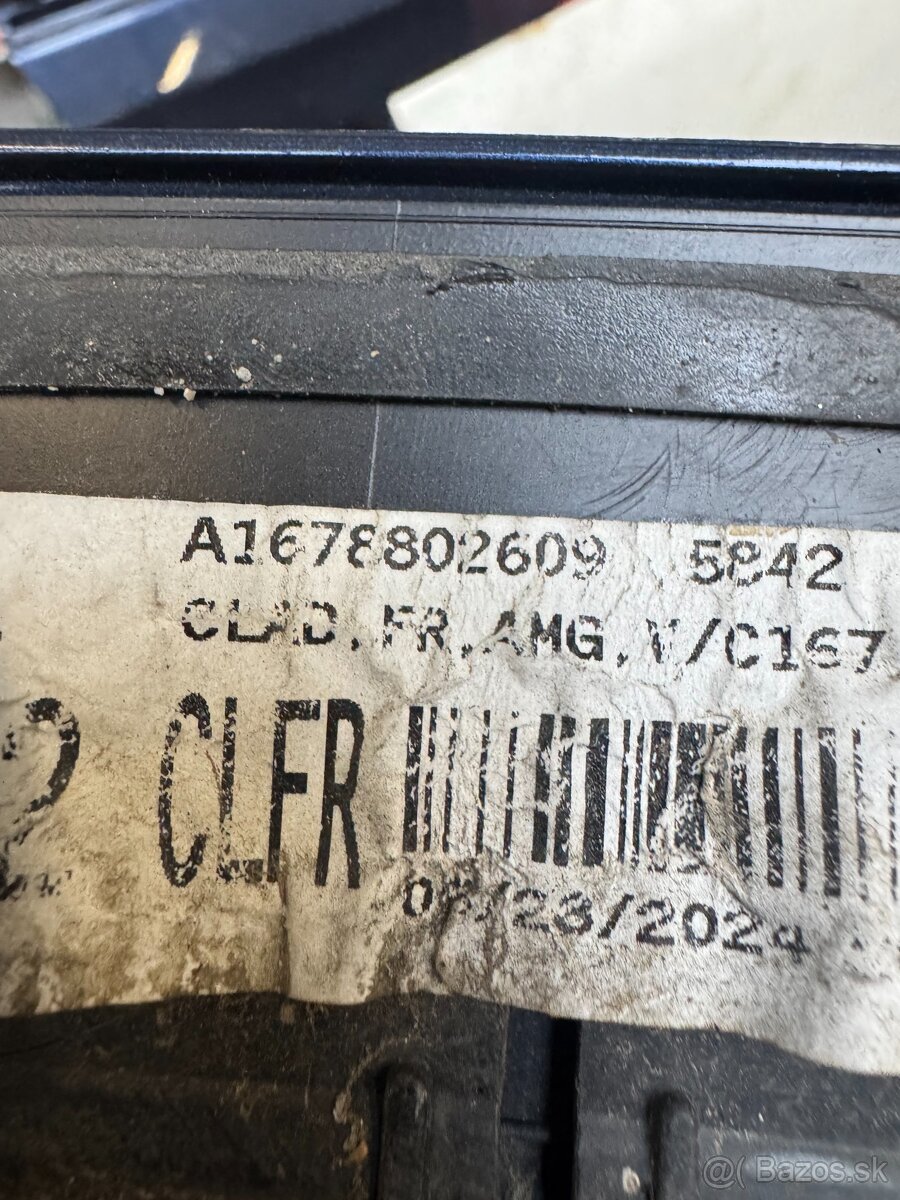 A1678802609 5842
CLAD,FR,AMG,V/C167
CLFR
/23/2024
@( Bazos.sk